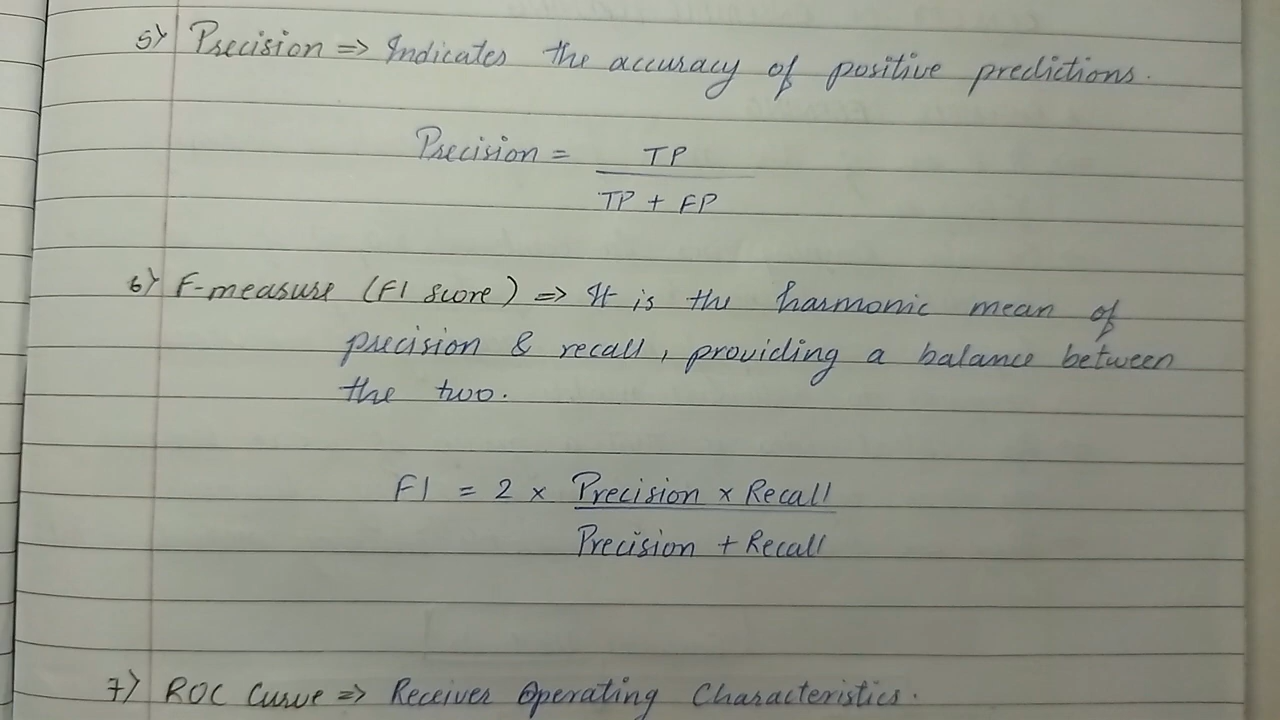 5) Precision => Indicates the accuracy of positive predictions.
Precision = TP
TP + FP
6) F-measure (F1 score) => It is the harmonic mean of
precision & recall, providing a balance between
the two.
F1 = 2 × Precision × Recall
Precision + Recall
7) ROC Curve => Receiver Operating Characteristics.